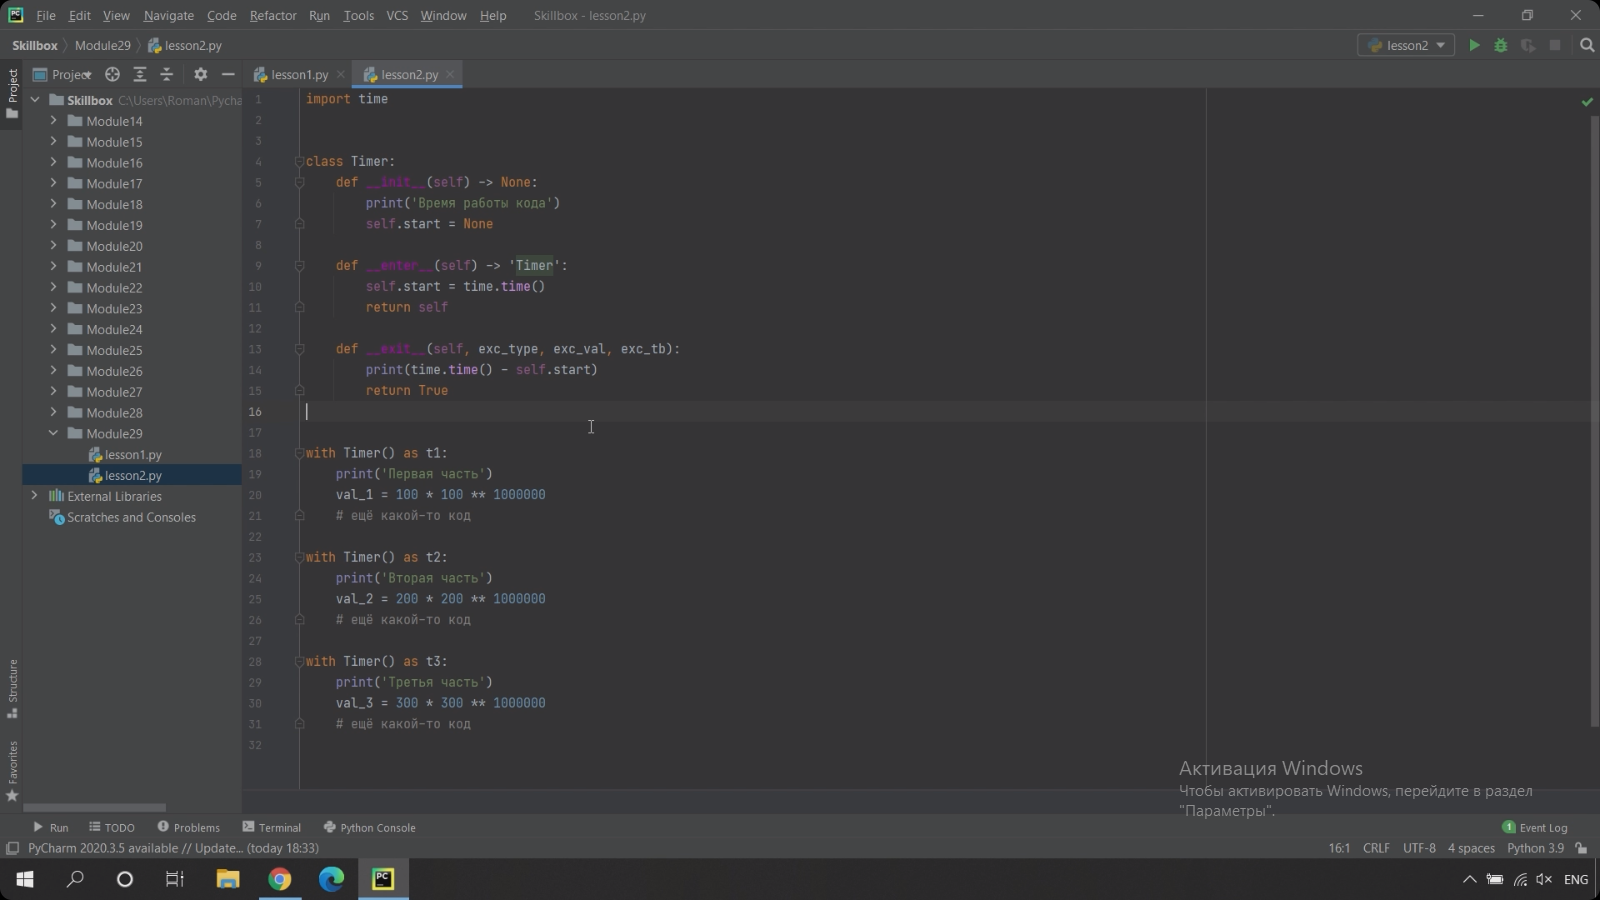 File Edit View Navigate Code Refactor Run Tools VCS Window Help Skillbox - lesson2.py
Skillbox Module29 lesson2.py lesson2
Project lesson1.py lesson2.py
Project
Skillbox C:\Users\Roman\Pycha
Module14
Module15
Module16
Module17
Module18
Module19
Module20
Module21
Module22
Module23
Module24
Module25
Module26
Module27
Module28
Module29
lesson1.py
lesson2.py
External Libraries
Scratches and Consoles
Structure
Favorites
1 import time
2
3
4 class Timer:
5 def __init__(self) -> None:
6 print('Время работы кода')
7 self.start = None
8
9 def __enter__(self) -> 'Timer':
10 self.start = time.time()
11 return self
12
13 def __exit__(self, exc_type, exc_val, exc_tb):
14 print(time.time() - self.start)
15 return True
16
17
18 with Timer() as t1:
19 print('Первая часть')
20 val_1 = 100 * 100 ** 1000000
21 # ещё какой-то код
22
23 with Timer() as t2:
24 print('Вторая часть')
25 val_2 = 200 * 200 ** 1000000
26 # ещё какой-то код
27
28 with Timer() as t3:
29 print('Третья часть')
30 val_3 = 300 * 300 ** 1000000
31 # ещё какой-то код
32
Активация Windows
Чтобы активировать Windows, перейдите в раздел
"Параметры".
Run TODO Problems Terminal Python Console 1 Event Log
PyCharm 2020.3.5 available // Update... (today 18:33) 16:1 CRLF UTF-8 4 spaces Python 3.9
PC ENG